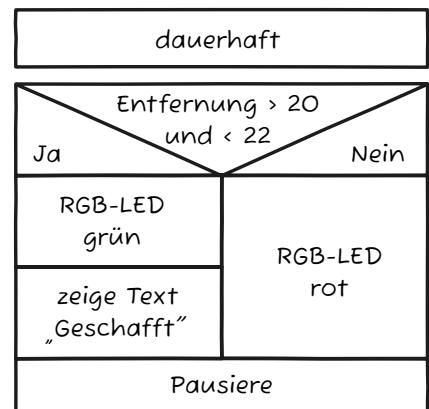 dauerhaft
Entfernung > 20
und < 22
Ja
Nein
RGB-LED
grün
zeige Text
„Geschafft“
RGB-LED
rot
Pausiere